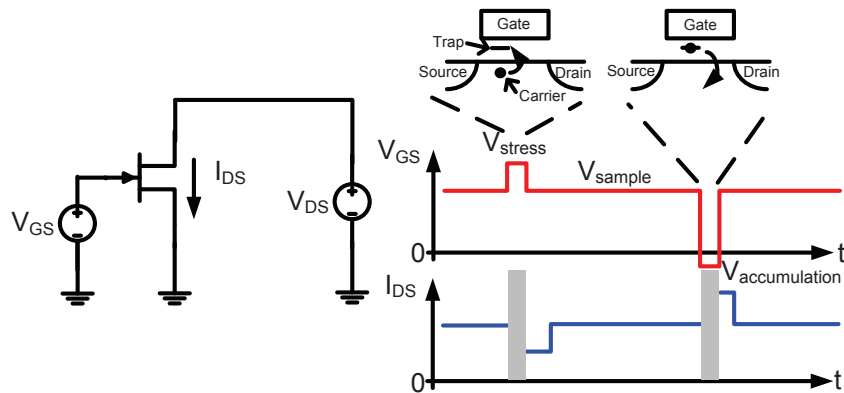 Gate
Gate
Trap
Source
Drain
Carrier
Source
Drain
V_GS
V_stress
V_sample
0
t
V_accumulation
I_DS
0
t
I_DS
V_GS
+
-
V_DS
+
-